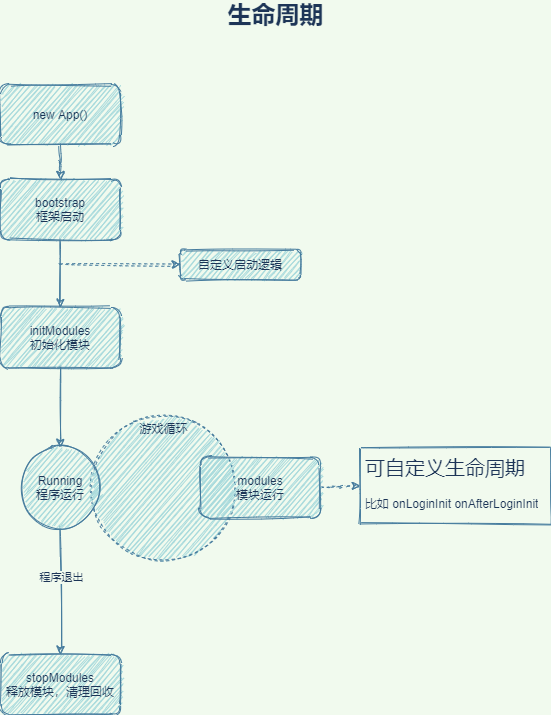 生命周期
new App()
bootstrap
框架启动
自定义启动逻辑
initModules
初始化模块
游戏循环
Running
程序运行
modules
模块运行
可自定义生命周期
比如 onLoginInit onAfterLoginInit
程序退出
stopModules
释放模块，清理回收